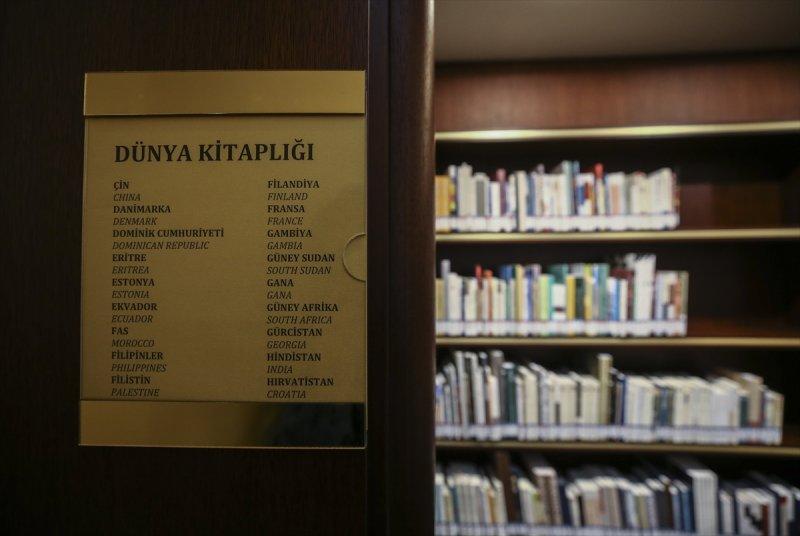 DÜNYA KİTAPLIĞI
ÇİN
CHINA
DANİMARKA
DENMARK
DOMİNİK CUMHURİYETİ
DOMINICAN REPUBLIC
ERİTRE
ERITREA
ESTONYA
ESTONIA
EKVADOR
ECUADOR
FAS
MOROCCO
FİLİPİNLER
PHILIPPINES
FİLİSTİN
PALESTINE
FİLANDİYA
FINLAND
FRANSA
FRANCE
GAMBİYA
GAMBIA
GÜNEY SUDAN
SOUTH SUDAN
GANA
GANA
GÜNEY AFRİKA
SOUTH AFRICA
GÜRCİSTAN
GEORGIA
HİNDİSTAN
INDIA
HIRVATİSTAN
CROATIA